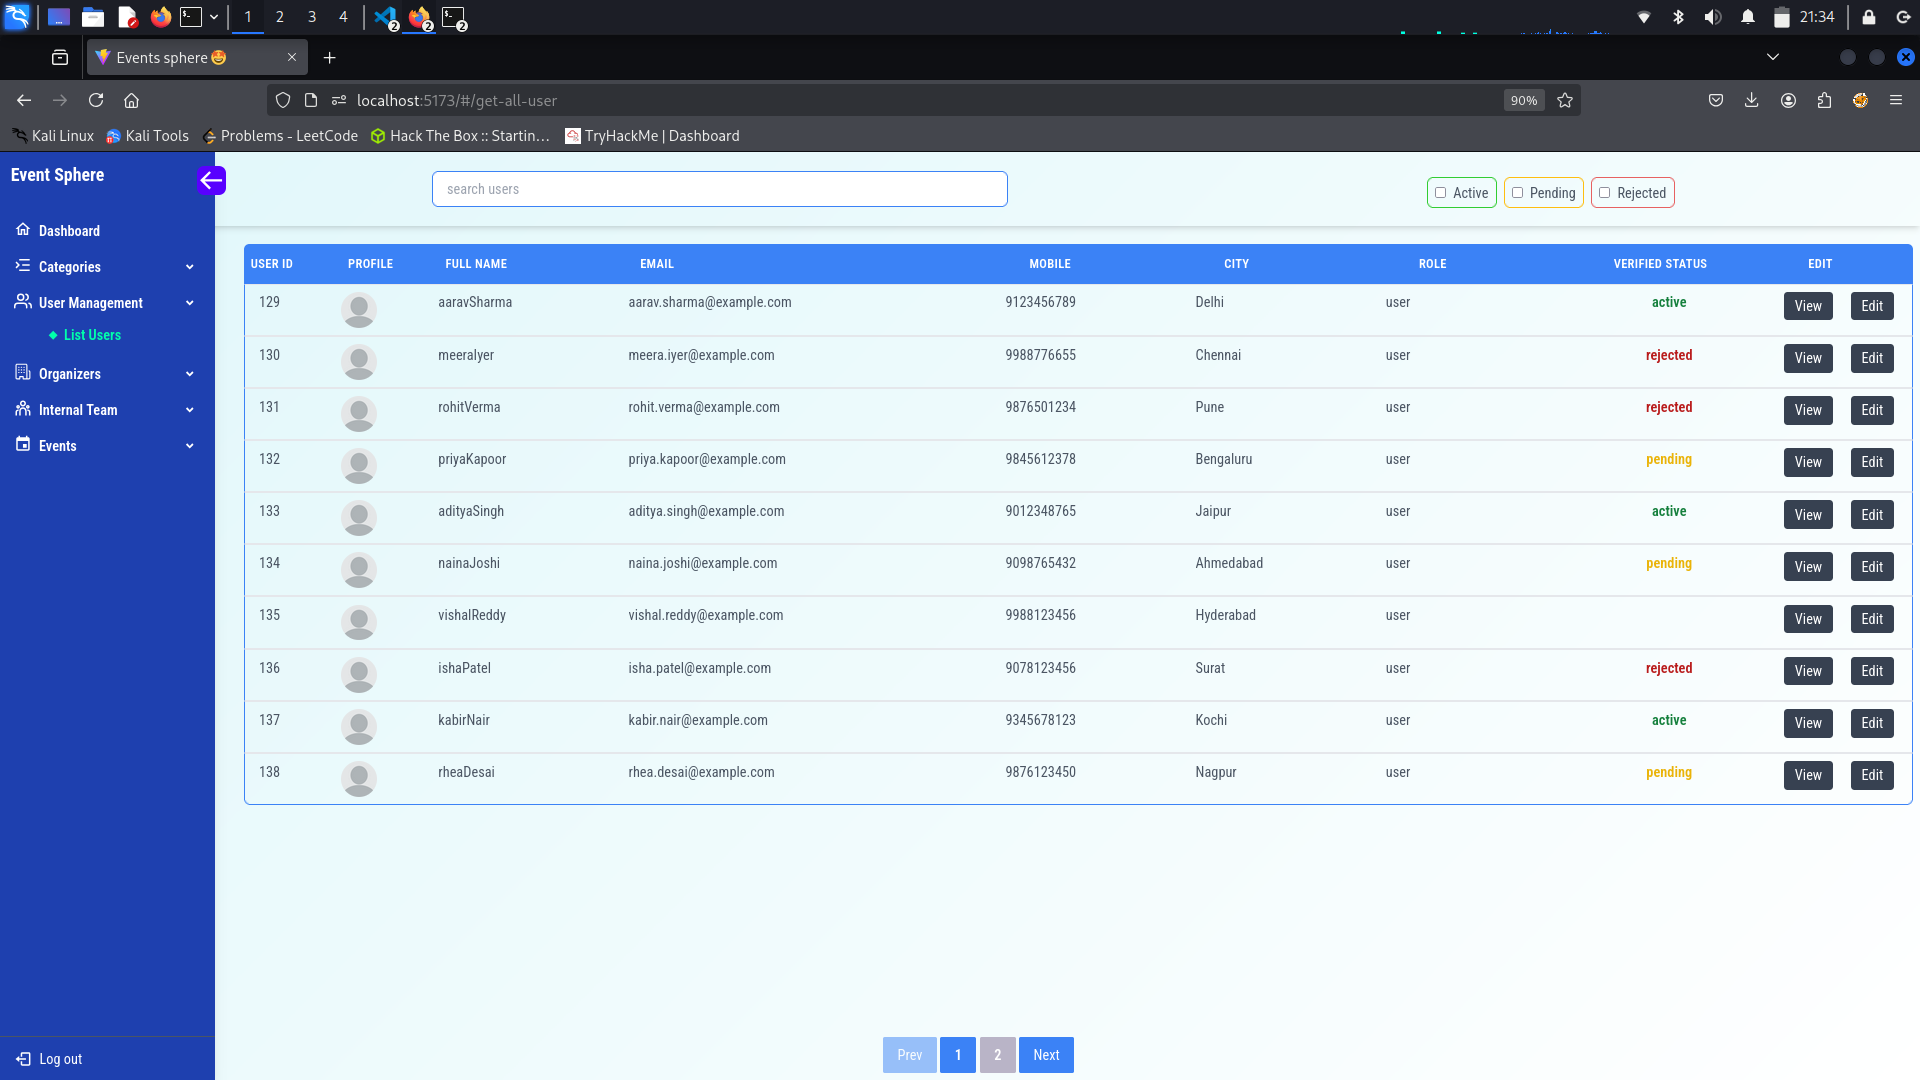 1 2 3 4 2 2 2 21:34
Events sphere 🤩
localhost:5173/#/get-all-user 90%
Kali Linux Kali Tools Problems - LeetCode Hack The Box :: Startin… TryHackMe | Dashboard
Event Sphere
Dashboard
Categories
User Management
List Users
Organizers
Internal Team
Events
Log out
search users
Active Pending Rejected
USER ID PROFILE FULL NAME EMAIL MOBILE CITY ROLE VERIFIED STATUS EDIT
129 aaravSharma aarav.sharma@example.com 9123456789 Delhi user active View Edit
130 meeraIyer meera.iyer@example.com 9988776655 Chennai user rejected View Edit
131 rohitVerma rohit.verma@example.com 9876501234 Pune user rejected View Edit
132 priyaKapoor priya.kapoor@example.com 9845612378 Bengaluru user pending View Edit
133 adityaSingh aditya.singh@example.com 9012348765 Jaipur user active View Edit
134 nainaJoshi naina.joshi@example.com 9098765432 Ahmedabad user pending View Edit
135 vishalReddy vishal.reddy@example.com 9988123456 Hyderabad user View Edit
136 ishaPatel isha.patel@example.com 9078123456 Surat user rejected View Edit
137 kabirNair kabir.nair@example.com 9345678123 Kochi user active View Edit
138 rheaDesai rhea.desai@example.com 9876123450 Nagpur user pending View Edit
Prev 1 2 Next